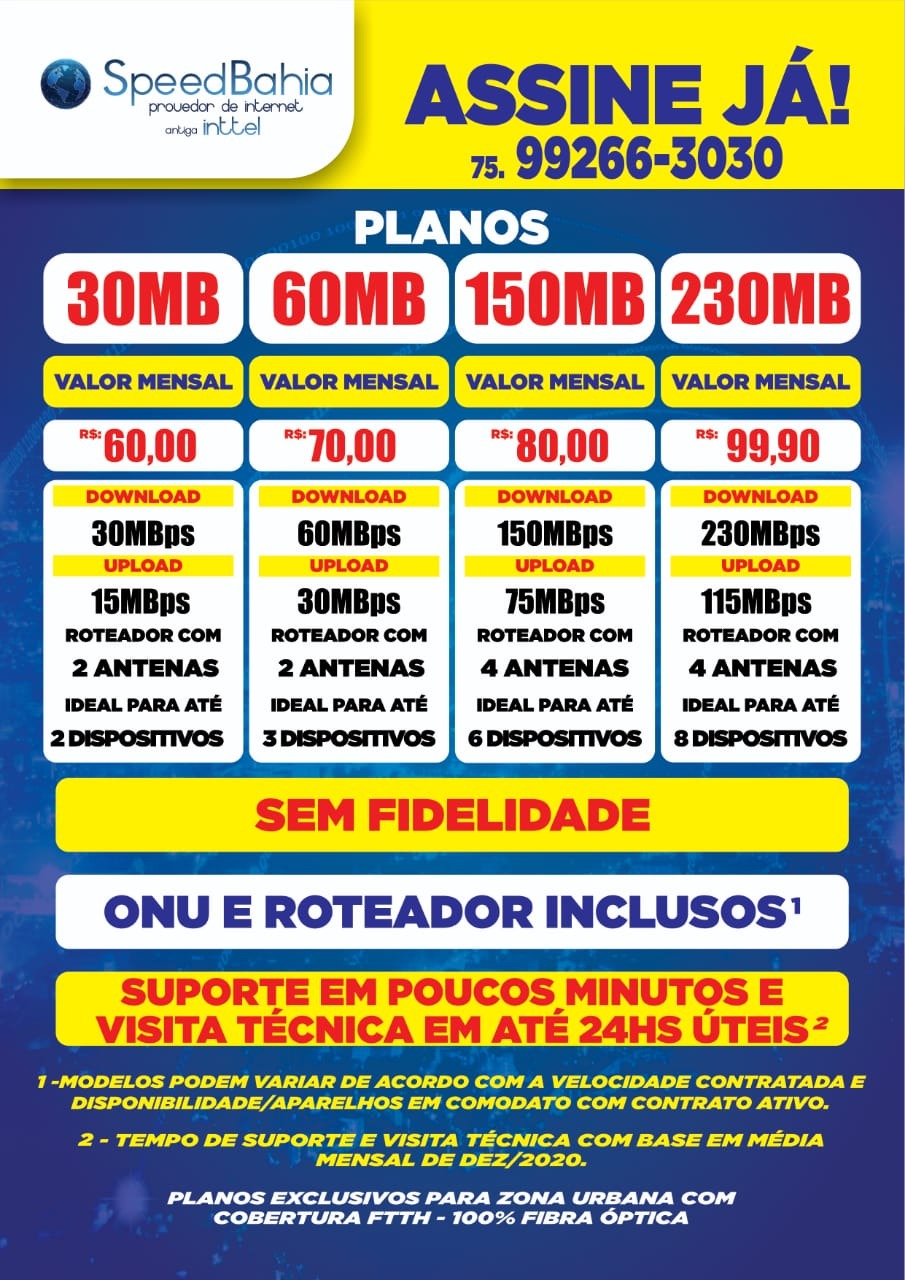 SpeedBahia
provedor de internet
antiga inttel
ASSINE JÁ!
75. 99266-3030
PLANOS
30MB 60MB 150MB 230MB
VALOR MENSAL VALOR MENSAL VALOR MENSAL VALOR MENSAL
R$: 60,00 R$: 70,00 R$: 80,00 R$: 99,90
DOWNLOAD DOWNLOAD DOWNLOAD DOWNLOAD
30MBps 60MBps 150MBps 230MBps
UPLOAD UPLOAD UPLOAD UPLOAD
15MBps 30MBps 75MBps 115MBps
ROTEADOR COM ROTEADOR COM ROTEADOR COM ROTEADOR COM
2 ANTENAS 2 ANTENAS 4 ANTENAS 4 ANTENAS
IDEAL PARA ATÉ IDEAL PARA ATÉ IDEAL PARA ATÉ IDEAL PARA ATÉ
2 DISPOSITIVOS 3 DISPOSITIVOS 6 DISPOSITIVOS 8 DISPOSITIVOS
SEM FIDELIDADE
ONU E ROTEADOR INCLUSOS¹
SUPORTE EM POUCOS MINUTOS E
VISITA TÉCNICA EM ATÉ 24HS ÚTEIS²
1 -MODELOS PODEM VARIAR DE ACORDO COM A VELOCIDADE CONTRATADA E
DISPONIBILIDADE/APARELHOS EM COMODATO COM CONTRATO ATIVO.
2 - TEMPO DE SUPORTE E VISITA TÉCNICA COM BASE EM MÉDIA
MENSAL DE DEZ/2020.
PLANOS EXCLUSIVOS PARA ZONA URBANA COM
COBERTURA FTTH - 100% FIBRA ÓPTICA